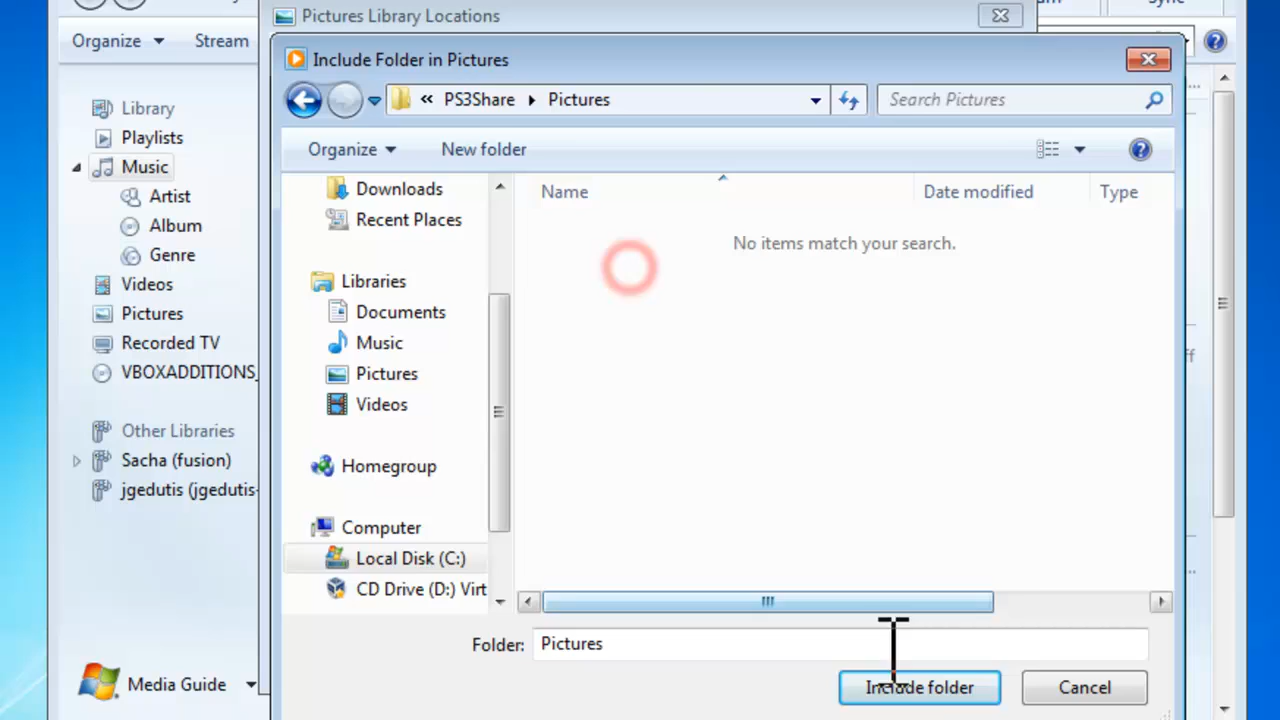 Pictures Library Locations
Organize
Stream
Sync
Include Folder in Pictures
« PS3Share Pictures
Search Pictures
Organize
New folder
Library
Playlists
Music
Artist
Album
Genre
Videos
Pictures
Recorded TV
VBOXADDITIONS_
Other Libraries
Sacha (fusion)
jgedutis (jgedutis-
Media Guide
Downloads
Recent Places
Libraries
Documents
Music
Pictures
Videos
Homegroup
Computer
Local Disk (C:)
CD Drive (D:) Virt
Name
Date modified
Type
No items match your search.
Folder:
Pictures
Include folder
Cancel